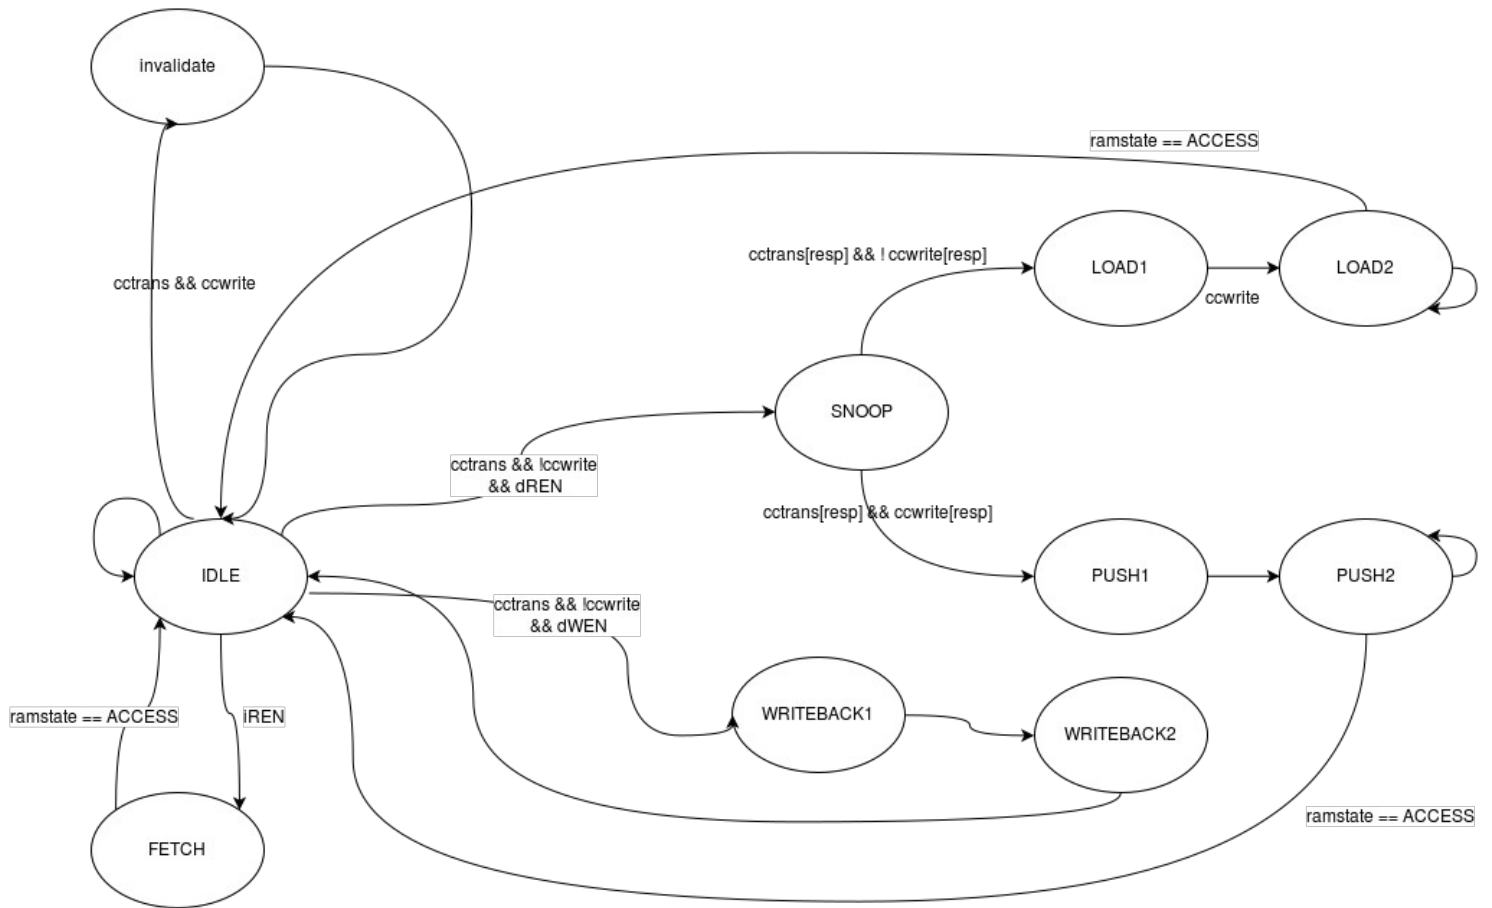 invalidate
ramstate == ACCESS
cctrans[resp] && ! ccwrite[resp]
LOAD1
LOAD2
cctrans && ccwrite
ccwrite
SNOOP
cctrans && !ccwrite
&& dREN
cctrans[resp] && ccwrite[resp]
IDLE
PUSH1
PUSH2
cctrans && !ccwrite
&& dWEN
ramstate == ACCESS
iREN
WRITEBACK1
WRITEBACK2
ramstate == ACCESS
FETCH